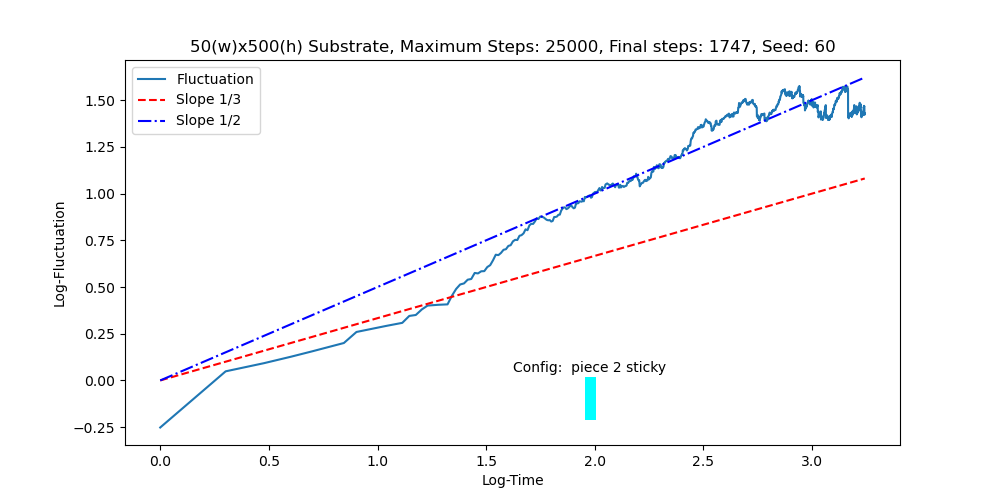 50(w)x500(h) Substrate, Maximum Steps: 25000, Final steps: 1747, Seed: 60
Fluctuation
Slope 1/3
Slope 1/2
1.50
1.25
1.00
0.75
0.50
0.25
0.00
−0.25
Log-Fluctuation
Config:  piece 2 sticky
0.0 0.5 1.0 1.5 2.0 2.5 3.0
Log-Time